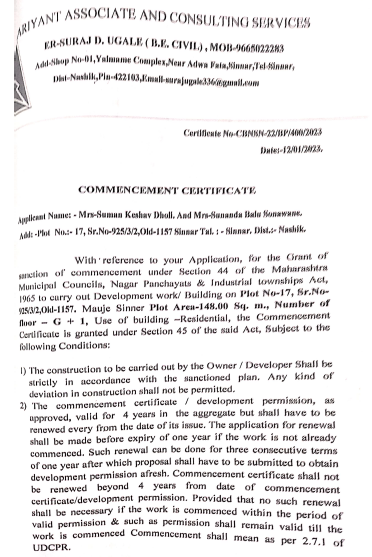 ARIYANT ASSOCIATE AND CONSULTING SERVICES
ER-SURAJ D. UGALE ( B.E. CIVIL) , MOB-9665022283
Add-Shop No-01,Yalmame Complex,Near Adwa Fata,Sinnar,Tel-Sinnar,
Dist-Nashik,Pin-422103,Email-surajugale336@gmail.com
Certificate No-CBNSN-22/BP/400/2023
Date:-12/01/2023.
COMMENCEMENT CERTIFICATE
Applicant Name: - Mrs-Suman Keshav Dholl. And Mrs-Sunanda Balu Sonawane.
Add: -Plot No.:- 17, Sr.No-925/3/2,Old-1157 Sinnar Tal. : - Sinnar. Dist.:- Nashik.
With reference to your Application, for the Grant of
sanction of commencement under Section 44 of the Maharashtra
Municipal Councils, Nagar Panchayats & Industrial townships Act,
1965 to carry out Development work/ Building on Plot No-17, Sr.No-
925/3/2,Old-1157. Mauje Sinner Plot Area-148.00 Sq. m., Number of
floor – G + 1, Use of building –Residential, the Commencement
Certificate is granted under Section 45 of the said Act, Subject to the
following Conditions:
1) The construction to be carried out by the Owner / Developer Shall be
strictly in accordance with the sanctioned plan. Any kind of
deviation in construction shall not be permitted.
2) The commencement certificate / development permission, as
approved, valid for 4 years in the aggregate but shall have to be
renewed every from the date of its issue. The application for renewal
shall be made before expiry of one year if the work is not already
commenced. Such renewal can be done for three consecutive terms
of one year after which proposal shall have to be submitted to obtain
development permission afresh. Commencement certificate shall not
be renewed beyond 4 years from date of commencement
certificate/development permission. Provided that no such renewal
shall be necessary if the work is commenced within the period of
valid permission & such as permission shall remain valid till the
work is commenced Commencement shall mean as per 2.7.1 of
UDCPR.